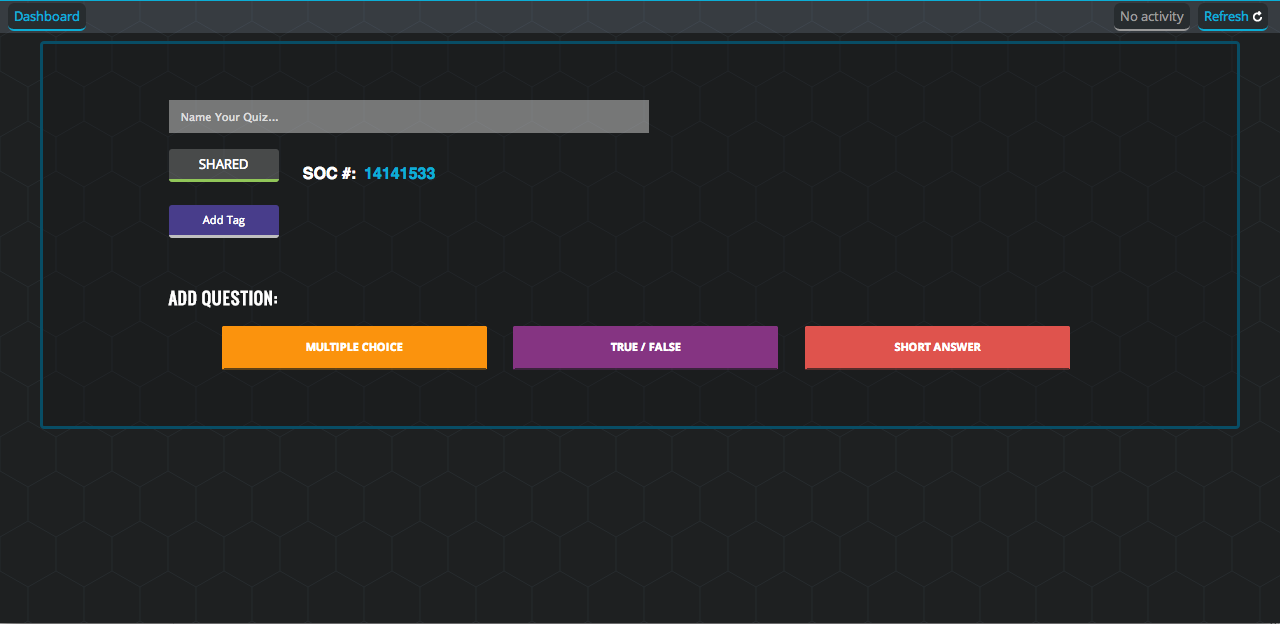 Dashboard
No activity
Refresh
Name Your Quiz...
SHARED
SOC #: 14141533
Add Tag
ADD QUESTION:
MULTIPLE CHOICE
TRUE / FALSE
SHORT ANSWER